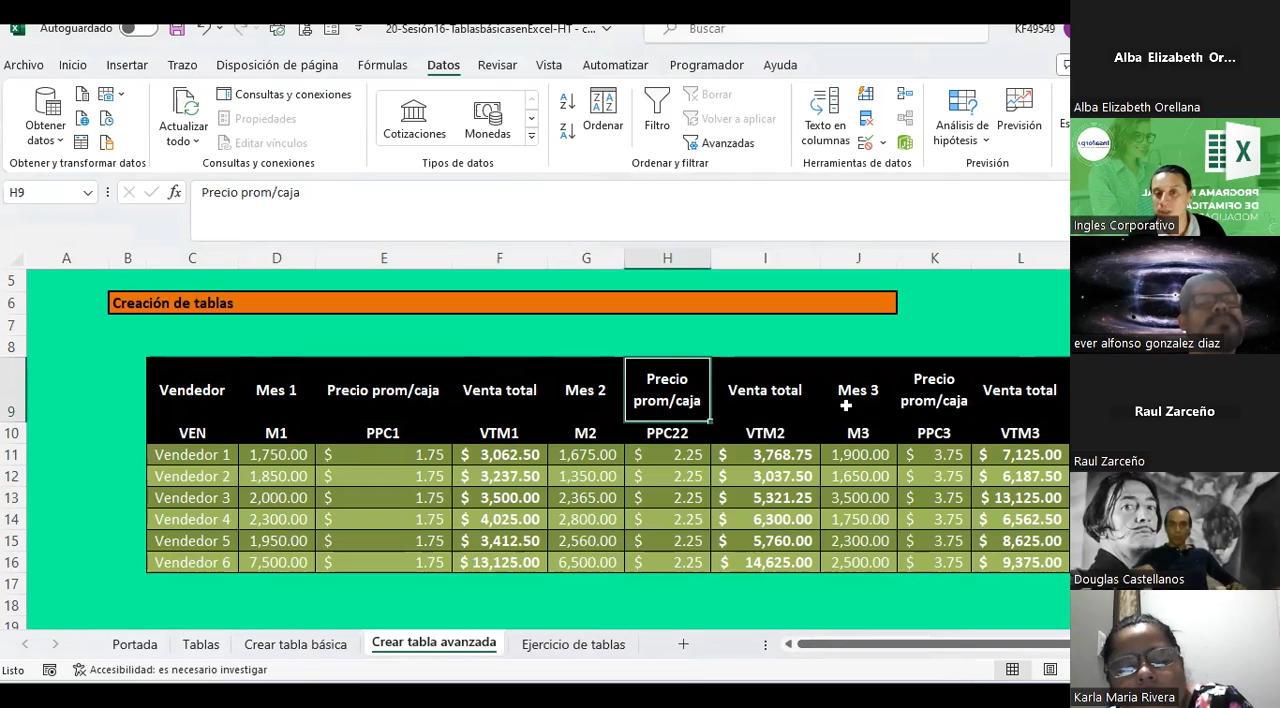 Autoguardado
20-Sesión16-TablasbásicasenExcel-HT - c...
Buscar
KF49549
Archivo Inicio Insertar Trazo Disposición de página Fórmulas Datos Revisar Vista Automatizar Programador Ayuda
Obtener datos
Actualizar todo
Consultas y conexiones
Propiedades
Editar vínculos
Cotizaciones
Monedas
Ordenar
Filtro
Borrar
Volver a aplicar
Avanzadas
Texto en columnas
Análisis de hipótesis
Previsión
Obtener y transformar datos
Consultas y conexiones
Tipos de datos
Ordenar y filtrar
Herramientas de datos
Previsión
H9
fx
Precio prom/caja
A B C D E F G H I J K L
5
6 Creación de tablas
7
8
9 Vendedor Mes 1 Precio prom/caja Venta total Mes 2 Precio prom/caja Venta total Mes 3 Precio prom/caja Venta total
10 VEN M1 PPC1 VTM1 M2 PPC22 VTM2 M3 PPC3 VTM3
11 Vendedor 1 1,750.00 $ 1.75 $ 3,062.50 1,675.00 $ 2.25 $ 3,768.75 1,900.00 $ 3.75 $ 7,125.00
12 Vendedor 2 1,850.00 $ 1.75 $ 3,237.50 1,350.00 $ 2.25 $ 3,037.50 1,650.00 $ 3.75 $ 6,187.50
13 Vendedor 3 2,000.00 $ 1.75 $ 3,500.00 2,365.00 $ 2.25 $ 5,321.25 3,500.00 $ 3.75 $ 13,125.00
14 Vendedor 4 2,300.00 $ 1.75 $ 4,025.00 2,800.00 $ 2.25 $ 6,300.00 1,750.00 $ 3.75 $ 6,562.50
15 Vendedor 5 1,950.00 $ 1.75 $ 3,412.50 2,560.00 $ 2.25 $ 5,760.00 2,300.00 $ 3.75 $ 8,625.00
16 Vendedor 6 7,500.00 $ 1.75 $ 13,125.00 6,500.00 $ 2.25 $ 14,625.00 2,500.00 $ 3.75 $ 9,375.00
17
18
19
Portada Tablas Crear tabla básica Crear tabla avanzada Ejercicio de tablas
Listo
Accesibilidad: es necesario investigar
Alba Elizabeth Or...
Alba Elizabeth Orellana
PROGRAMA
DE OFIMATICA
Ingles Corporativo
ever alfonso gonzalez diaz
Raul Zarceño
Raul Zarceño
Douglas Castellanos
Karla Maria Rivera